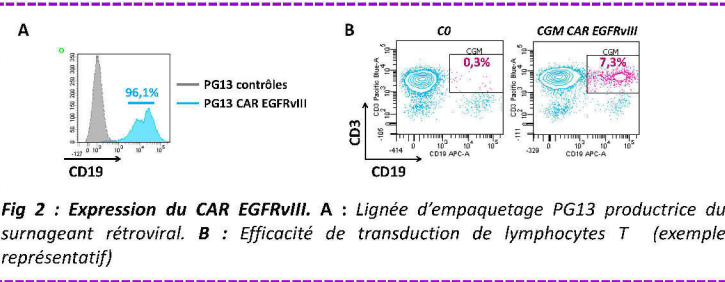 A
B
C0
CGM CAR EGFRvIII
CGM
0,3%
CGM
7,3%
96,1%
PG13 contrôles
PG13 CAR EGFRvIII
CD3
CD3 Pacific Blue-A
CD3 Pacific Blue-A
CD19 APC-A
CD19 APC-A
CD19
CD19
Fig 2 : Expression du CAR EGFRvIII. A : Lignée d'empaquetage PG13 productrice du
surnageant rétroviral. B : Efficacité de transduction de lymphocytes T (exemple
représentatif)